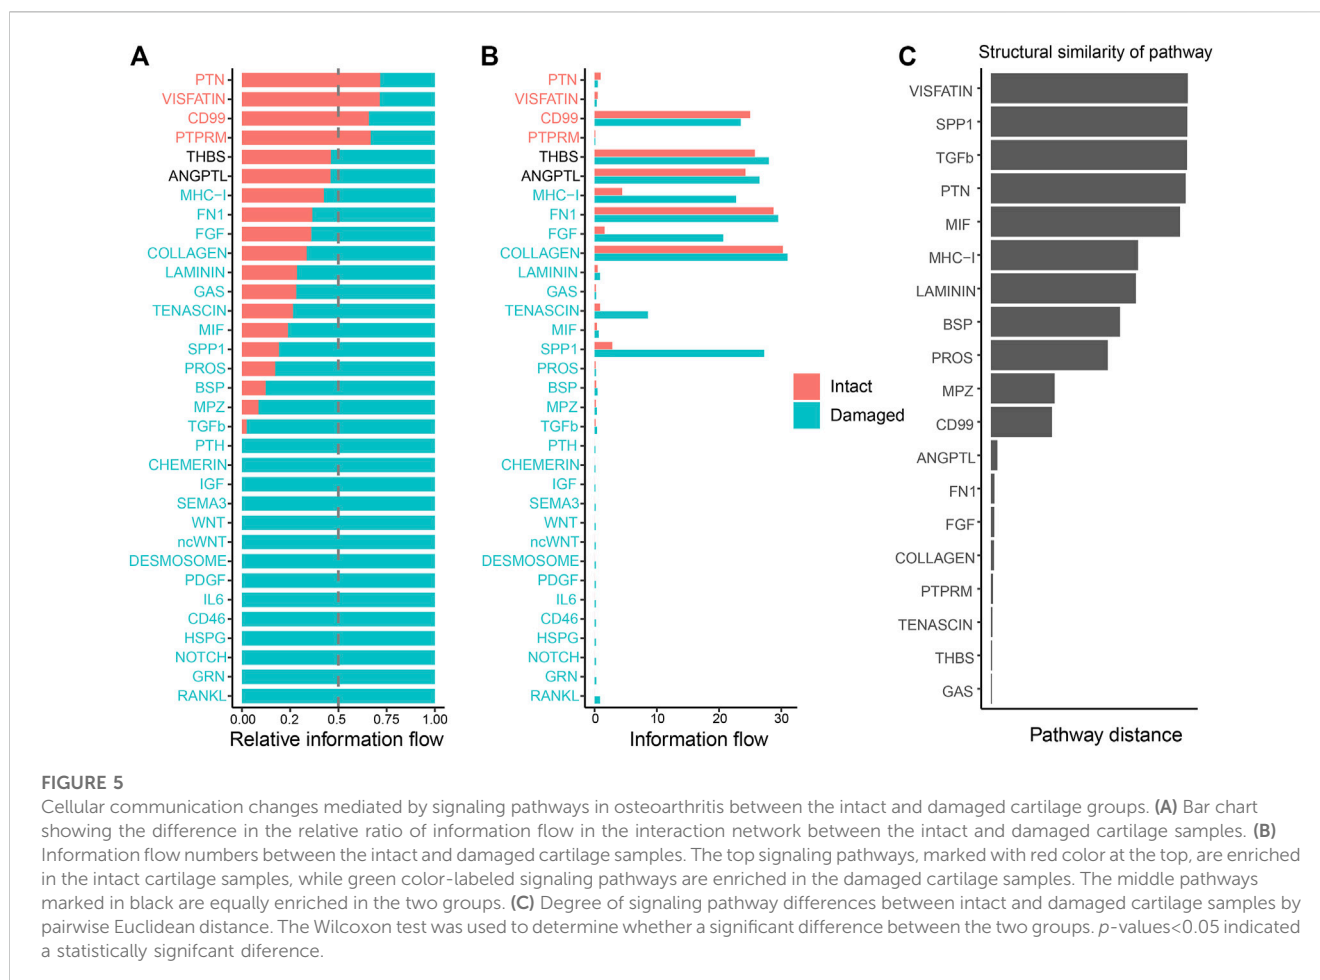 A
PTN
VISFATIN
CD99
PTPRM
THBS
ANGPTL
MHC−I
FN1
FGF
COLLAGEN
LAMININ
GAS
TENASCIN
MIF
SPP1
PROS
BSP
MPZ
TGFb
PTH
CHEMERIN
IGF
SEMA3
WNT
ncWNT
DESMOSOME
PDGF
IL6
CD46
HSPG
NOTCH
GRN
RANKL
0.00 0.2 0.5 0.75 1.00
Relative information flow
B
PTN
VISFATIN
CD99
PTPRM
THBS
ANGPTL
MHC−I
FN1
FGF
COLLAGEN
LAMININ
GAS
TENASCIN
MIF
SPP1
PROS
BSP
MPZ
TGFb
PTH
CHEMERIN
IGF
SEMA3
WNT
ncWNT
DESMOSOME
PDGF
IL6
CD46
HSPG
NOTCH
GRN
RANKL
0 10 20 30
Information flow
Intact
Damaged
C
Structural similarity of pathway
VISFATIN
SPP1
TGFb
PTN
MIF
MHC−I
LAMININ
BSP
PROS
MPZ
CD99
ANGPTL
FN1
FGF
COLLAGEN
PTPRM
TENASCIN
THBS
GAS
Pathway distance
FIGURE 5
Cellular communication changes mediated by signaling pathways in osteoarthritis between the intact and damaged cartilage groups. (A) Bar chart
showing the difference in the relative ratio of information flow in the interaction network between the intact and damaged cartilage samples. (B)
Information flow numbers between the intact and damaged cartilage samples. The top signaling pathways, marked with red color at the top, are enriched
in the intact cartilage samples, while green color-labeled signaling pathways are enriched in the damaged cartilage samples. The middle pathways
marked in black are equally enriched in the two groups. (C) Degree of signaling pathway differences between intact and damaged cartilage samples by
pairwise Euclidean distance. The Wilcoxon test was used to determine whether a significant difference between the two groups. p-values<0.05 indicated
a statistically signifcant diference.